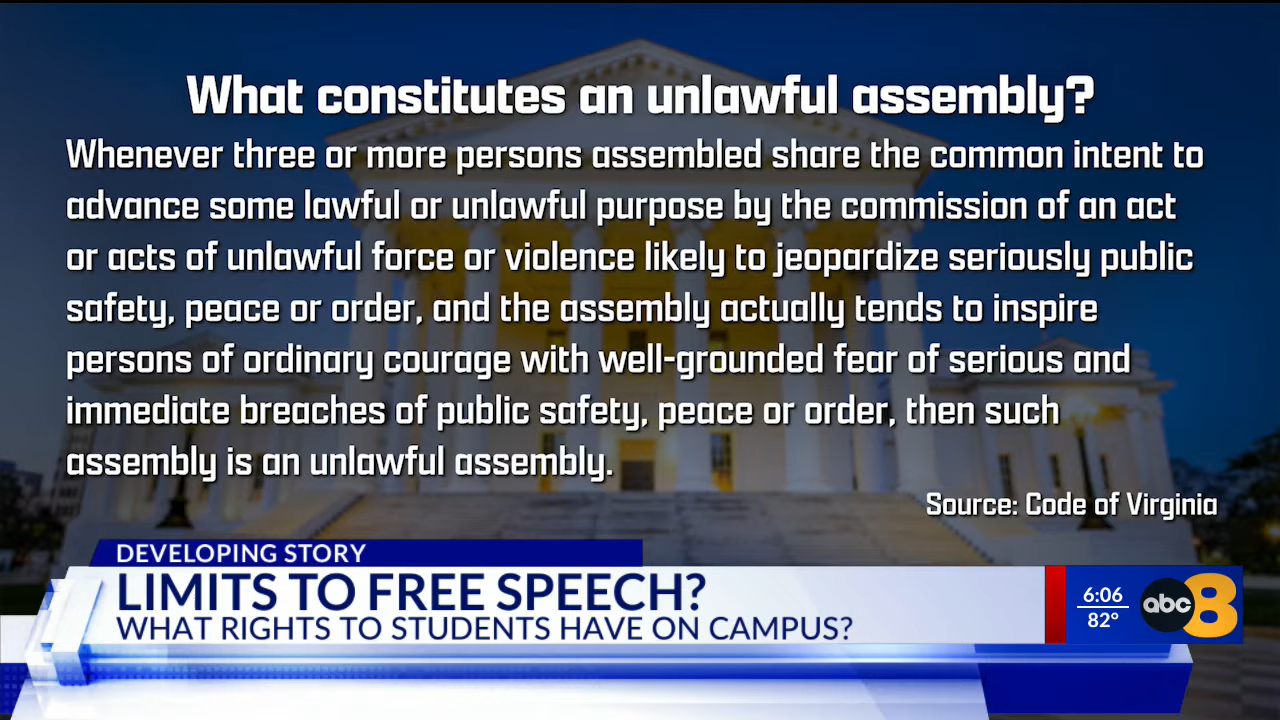 What constitutes an unlawful assembly?
Whenever three or more persons assembled share the common intent to
advance some lawful or unlawful purpose by the commission of an act
or acts of unlawful force or violence likely to jeopardize seriously public
safety, peace or order, and the assembly actually tends to inspire
persons of ordinary courage with well-grounded fear of serious and
immediate breaches of public safety, peace or order, then such
assembly is an unlawful assembly.
Source: Code of Virginia
DEVELOPING STORY
LIMITS TO FREE SPEECH?
WHAT RIGHTS TO STUDENTS HAVE ON CAMPUS?
6:06
82°
abc 8